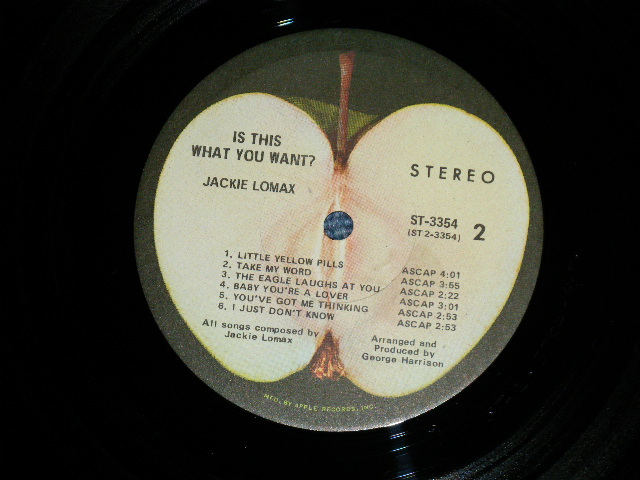 IS THIS
WHAT YOU WANT?
JACKIE LOMAX
STEREO
ST-3354
(ST 2-3354)
2
1. LITTLE YELLOW PILLS ASCAP 4:01
2. TAKE MY WORD ASCAP 3:55
3. THE EAGLE LAUGHS AT YOU ASCAP 2:22
4. BABY YOU'RE A LOVER ASCAP 3:01
5. YOU'VE GOT ME THINKING ASCAP 2:53
6. I JUST DON'T KNOW ASCAP 2:53
All songs composed by
Jackie Lomax
Arranged and
Produced by
George Harrison
MFD. BY APPLE RECORDS, INC.